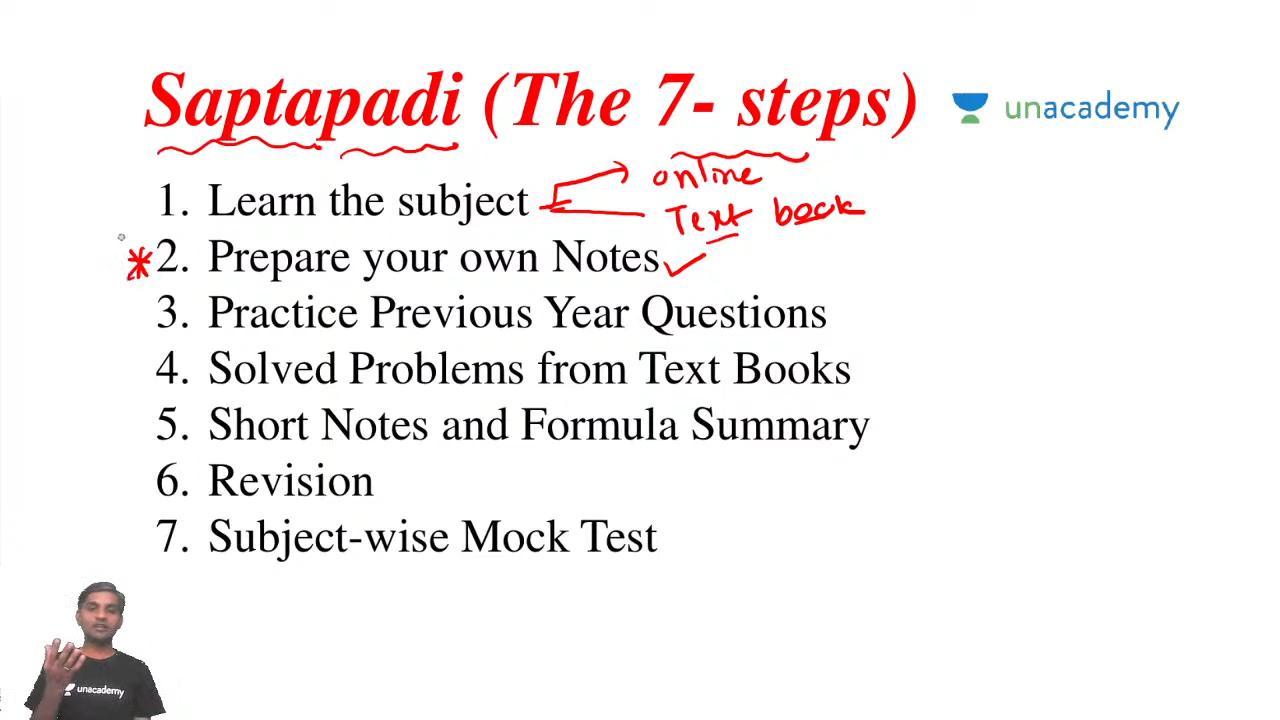 Saptapadi (The 7- steps)
unacademy
1. Learn the subject
online
Text book
*2. Prepare your own Notes
3. Practice Previous Year Questions
4. Solved Problems from Text Books
5. Short Notes and Formula Summary
6. Revision
7. Subject-wise Mock Test
unacademy